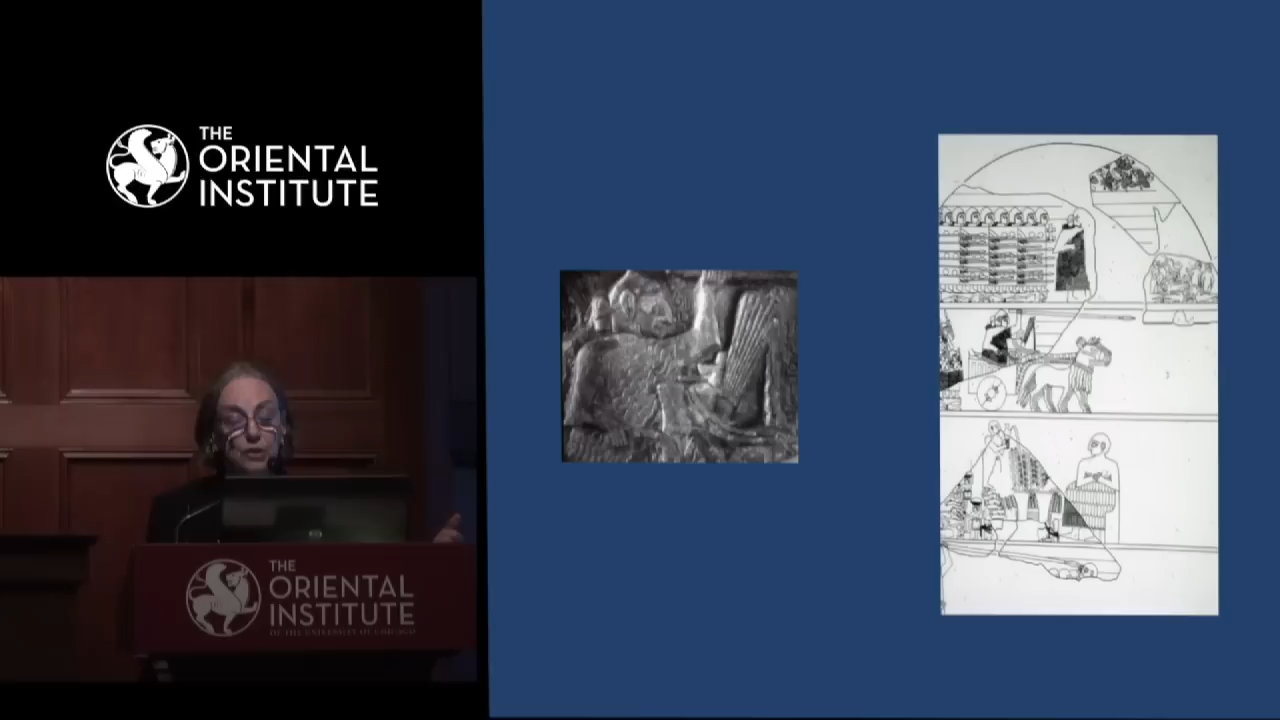 THE
ORIENTAL
INSTITUTE
THE
ORIENTAL
INSTITUTE
OF THE UNIVERSITY OF CHICAGO